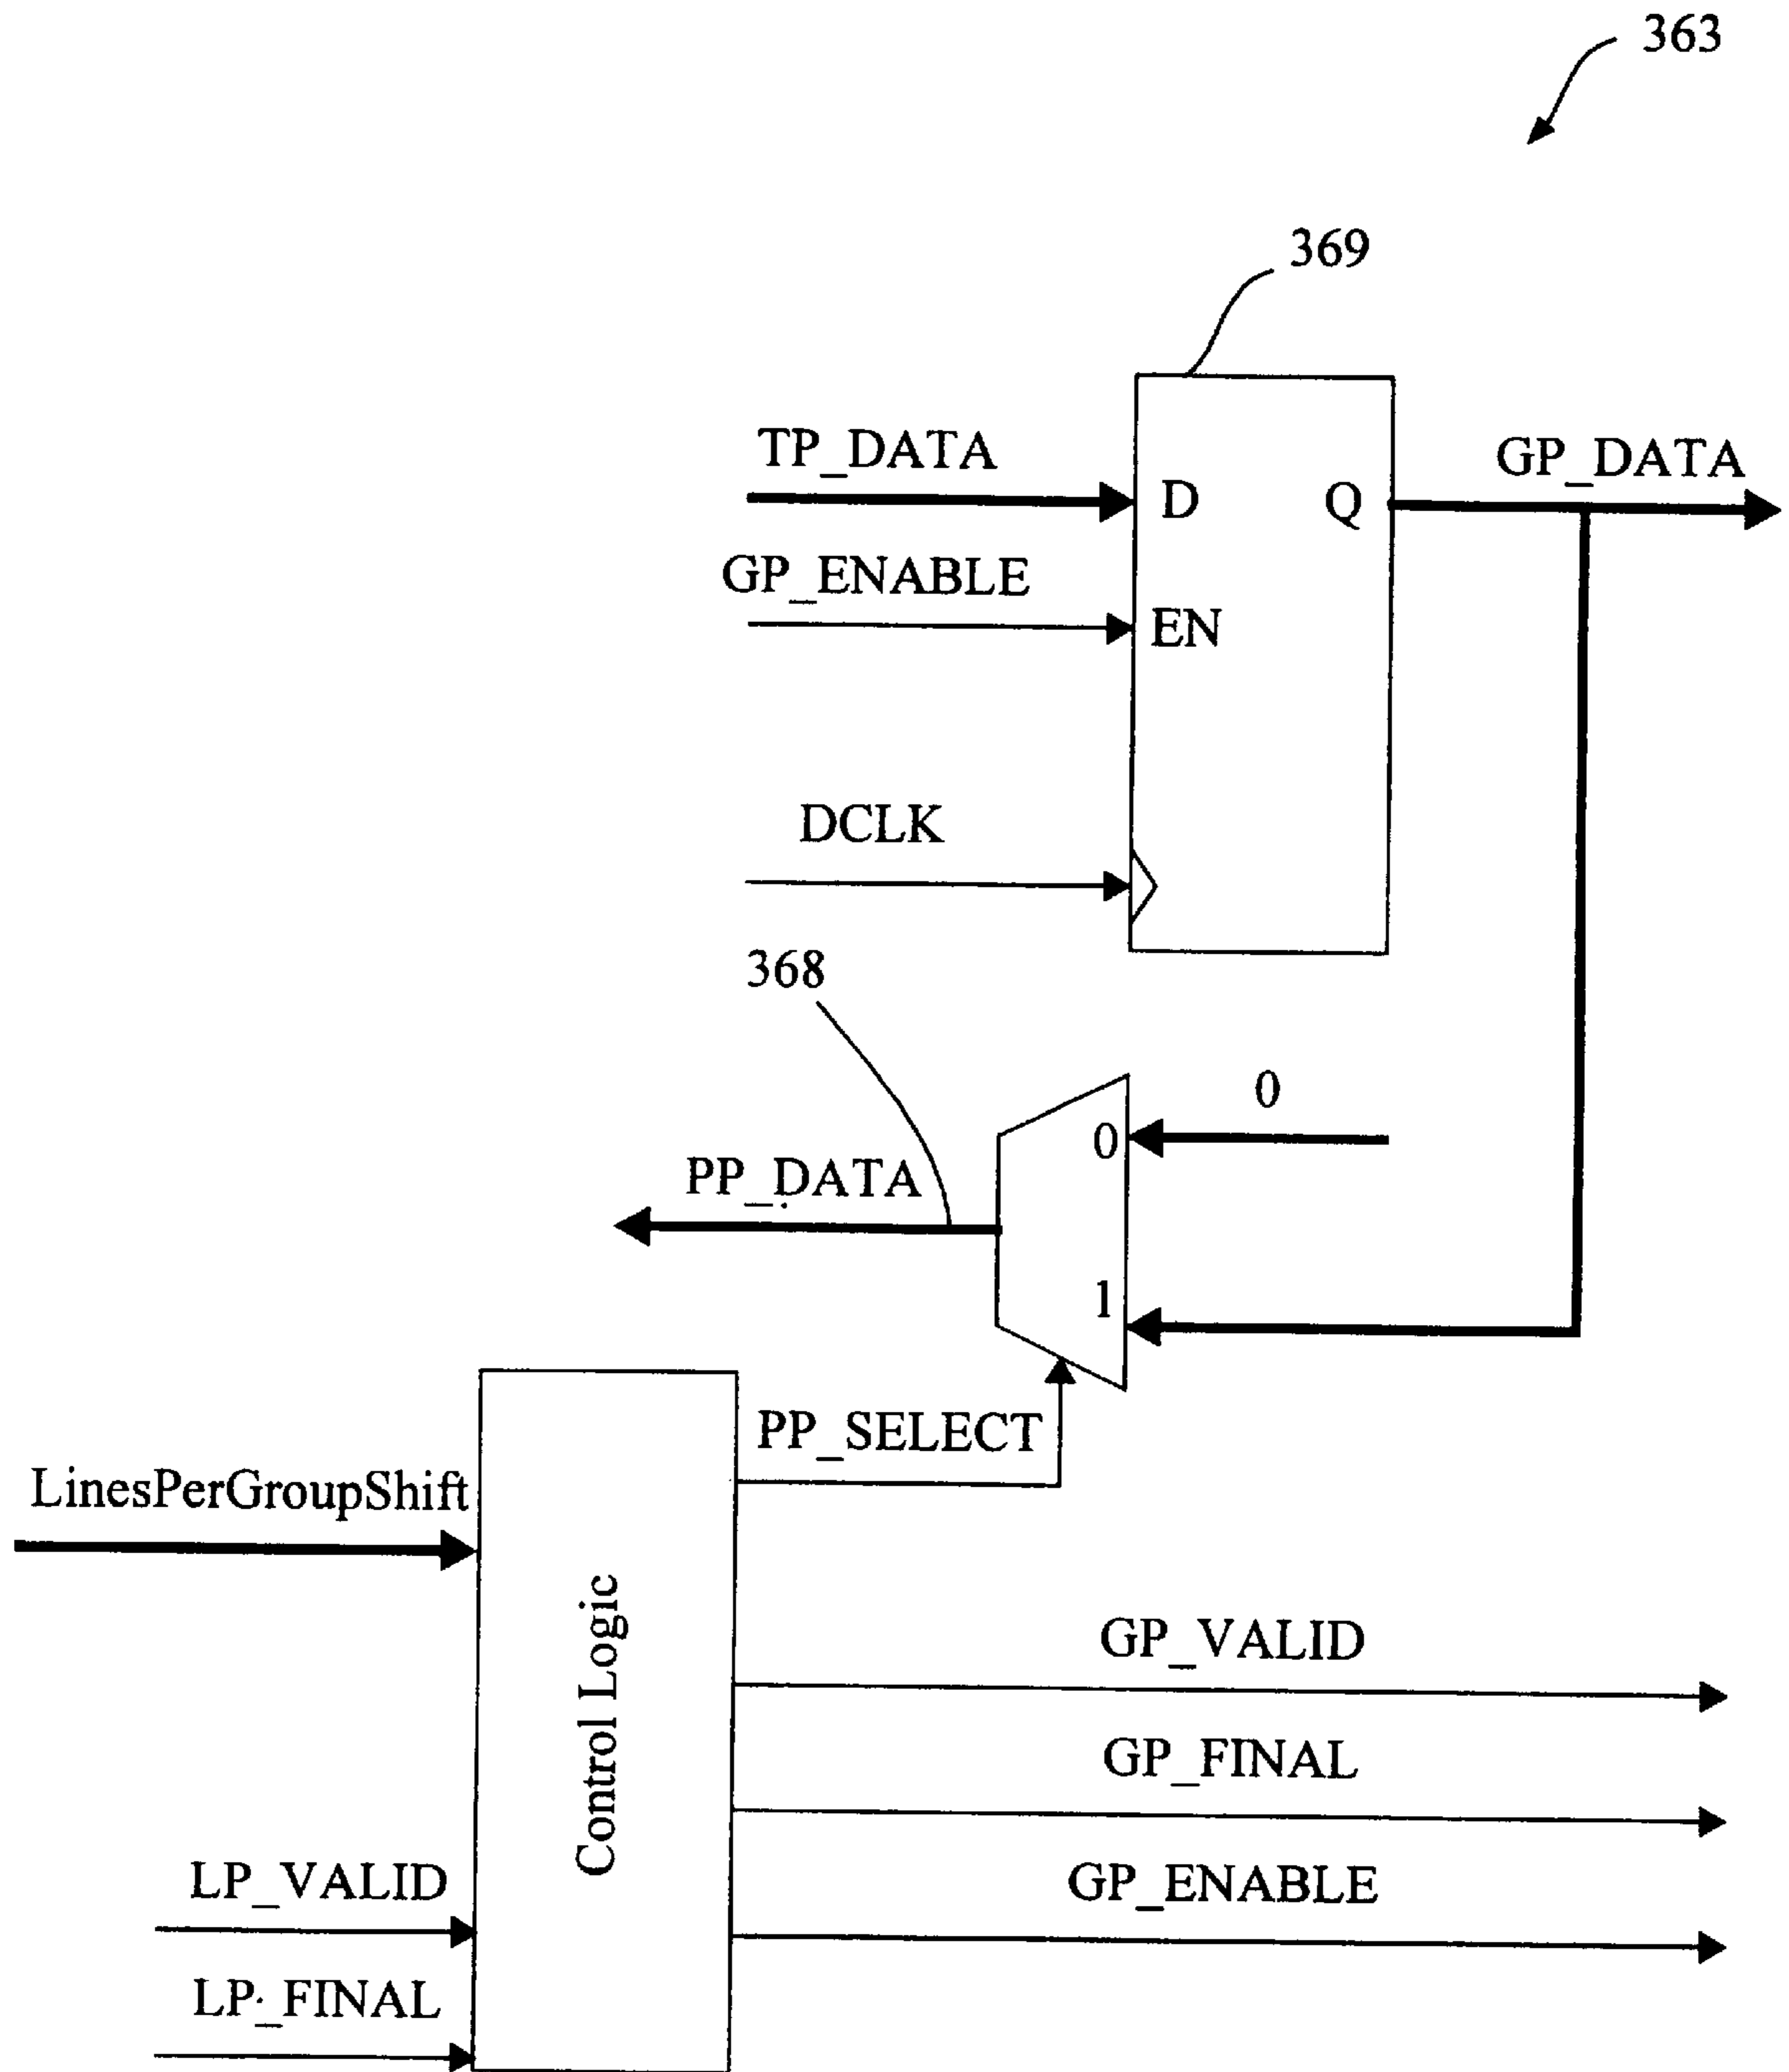 363
369
TP_DATA
GP_DATA
D
Q
GP_ENABLE
EN
DCLK
368
0
0
PP_DATA
1
PP_SELECT
LinesPerGroupShift
Control Logic
GP_VALID
GP_FINAL
LP_VALID
GP_ENABLE
LP_FINAL